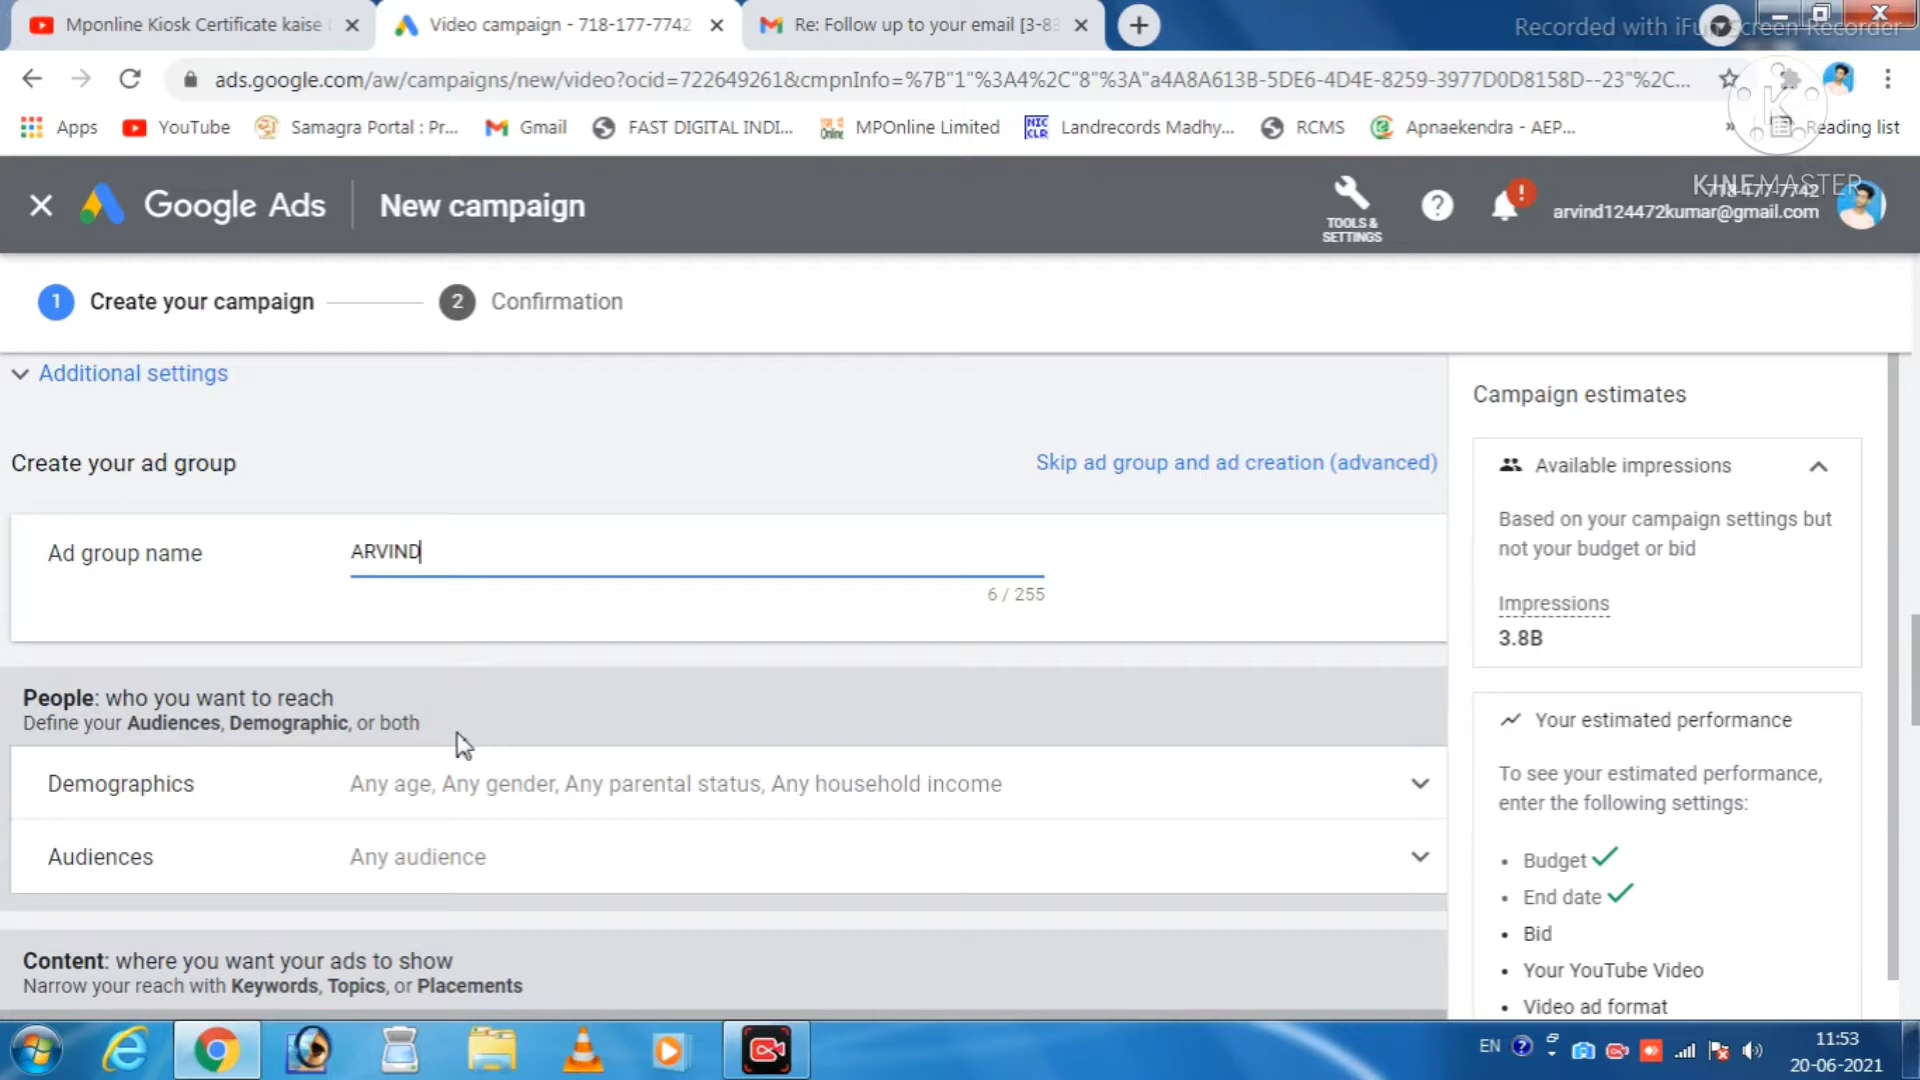 Mponline Kiosk Certificate kaise
Video campaign - 718-177-7742
Re: Follow up to your email [3-83
Recorded with iFun Screen Recorder
ads.google.com/aw/campaigns/new/video?ocid=722649261&cmpnInfo=%7B"1"%3A4%2C"8"%3A"a4A8A613B-5DE6-4D4E-8259-3977D0D8158D--23"%2C...
Apps
YouTube
Samagra Portal : Pr...
Gmail
FAST DIGITAL INDI...
MPOnline Limited
NIC
CLR
Landrecords Madhy...
RCMS
Apnaekendra - AEP...
»
Reading list
K
KINEMASTER
Google Ads
New campaign
TOOLS &
SETTINGS
718-177-7742
arvind124472kumar@gmail.com
1 Create your campaign
2 Confirmation
Additional settings
Create your ad group
Skip ad group and ad creation (advanced)
Ad group name
ARVIND
6 / 255
People: who you want to reach
Define your Audiences, Demographic, or both
Demographics
Any age, Any gender, Any parental status, Any household income
Audiences
Any audience
Content: where you want your ads to show
Narrow your reach with Keywords, Topics, or Placements
Campaign estimates
Available impressions
Based on your campaign settings but
not your budget or bid
Impressions
3.8B
Your estimated performance
To see your estimated performance,
enter the following settings:
• Budget
• End date
• Bid
• Your YouTube Video
• Video ad format
EN
11:53
20-06-2021